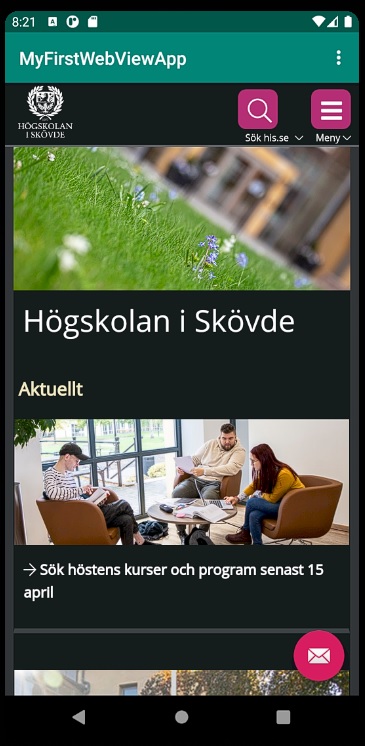 8:21
MyFirstWebViewApp
HÖGSKOLAN
I SKÖVDE
Sök his.se
Meny
Högskolan i Skövde
Aktuellt
→ Sök höstens kurser och program senast 15
april